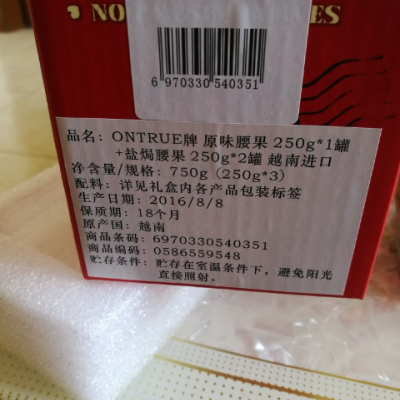 NO
ES
6 970330 540351
品名：ONTRUE牌 原味腰果 250g*1罐
+盐焗腰果 250g*2罐 越南进口
净含量/规格：750g（250g*3）
配料：详见礼盒内各产品包装标签
生产日期：2016/8/8
保质期：18个月
原产国：越南
商品条码：6970330540351
商品编码：0586559548
贮存条件：贮存在室温条件下，避免阳光
直接照射。